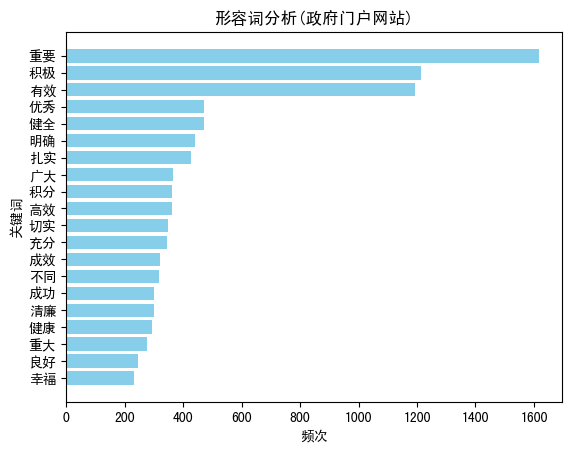 形容词分析(政府门户网站)
关键词
重要
积极
有效
优秀
健全
明确
扎实
广大
积分
高效
切实
充分
成效
不同
成功
清廉
健康
重大
良好
幸福
0 200 400 600 800 1000 1200 1400 1600
频次